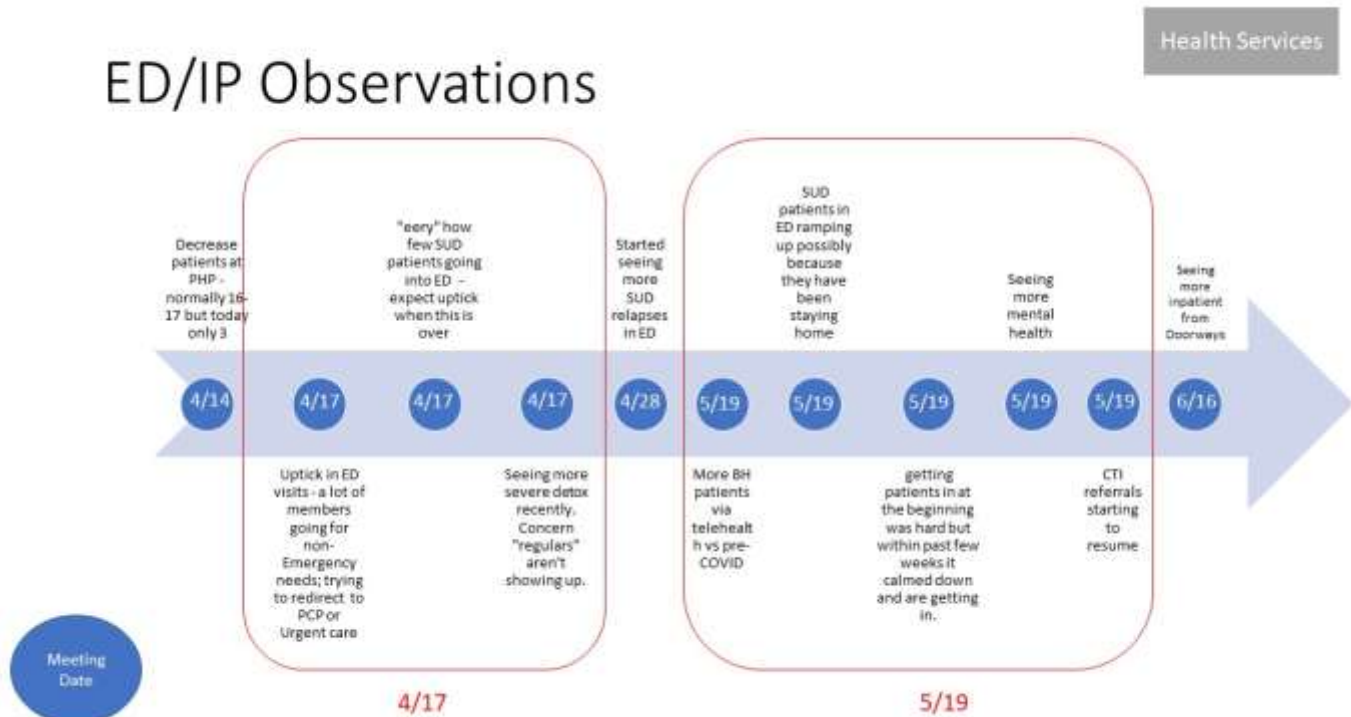 Health Services
ED/IP Observations
Decrease
patients at
PHP -
normally 16-
17 but today
only 3
"eery" how
few SUD
patients going
into ED –
expect uptick
when this is
over
Started
seeing
more
SUD
relapses
in ED
SUD
patients in
ED ramping
up possibly
because
they have
been
staying
home
Seeing
more
mental
health
Seeing
more
inpatient
from
Doorways
4/14
4/17
4/17
4/17
4/28
5/19
5/19
5/19
5/19
5/19
6/16
Uptick in ED
visits - a lot of
members
going for
non-
Emergency
needs; trying
to redirect to
PCP or
Urgent care
Seeing more
severe detox
recently.
Concern
"regulars"
aren't
showing up.
More BH
patients
via
telehealt
h vs pre-
COVID
getting
patients in at
the beginning
was hard but
within past few
weeks it
calmed down
and are getting
in.
CTI
referrals
starting
to
resume
Meeting
Date
4/17
5/19